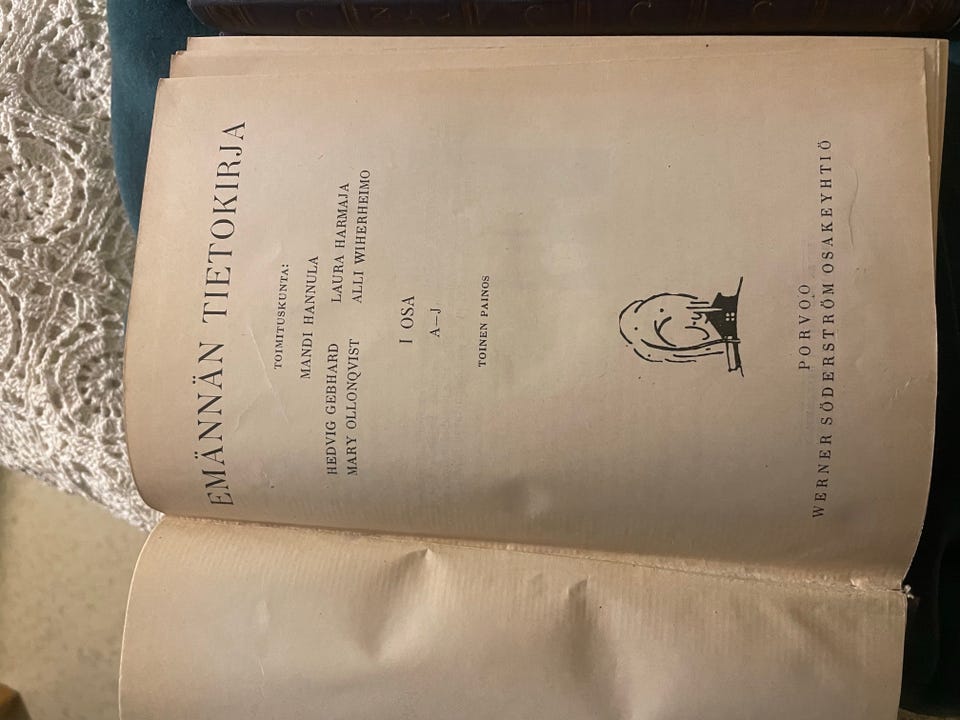 EMÄNNÄN TIETOKIRJA
TOIMITUSKUNTA:
MANDI HANNULA
HEDVIG GEBHARD LAURA HARMAJA
MARY OLLONQVIST ALLI WIHERHEIMO
I OSA
A—J
TOINEN PAINOS
PORVOO
WERNER SÖDERSTRÖM OSAKEYHTIÖ